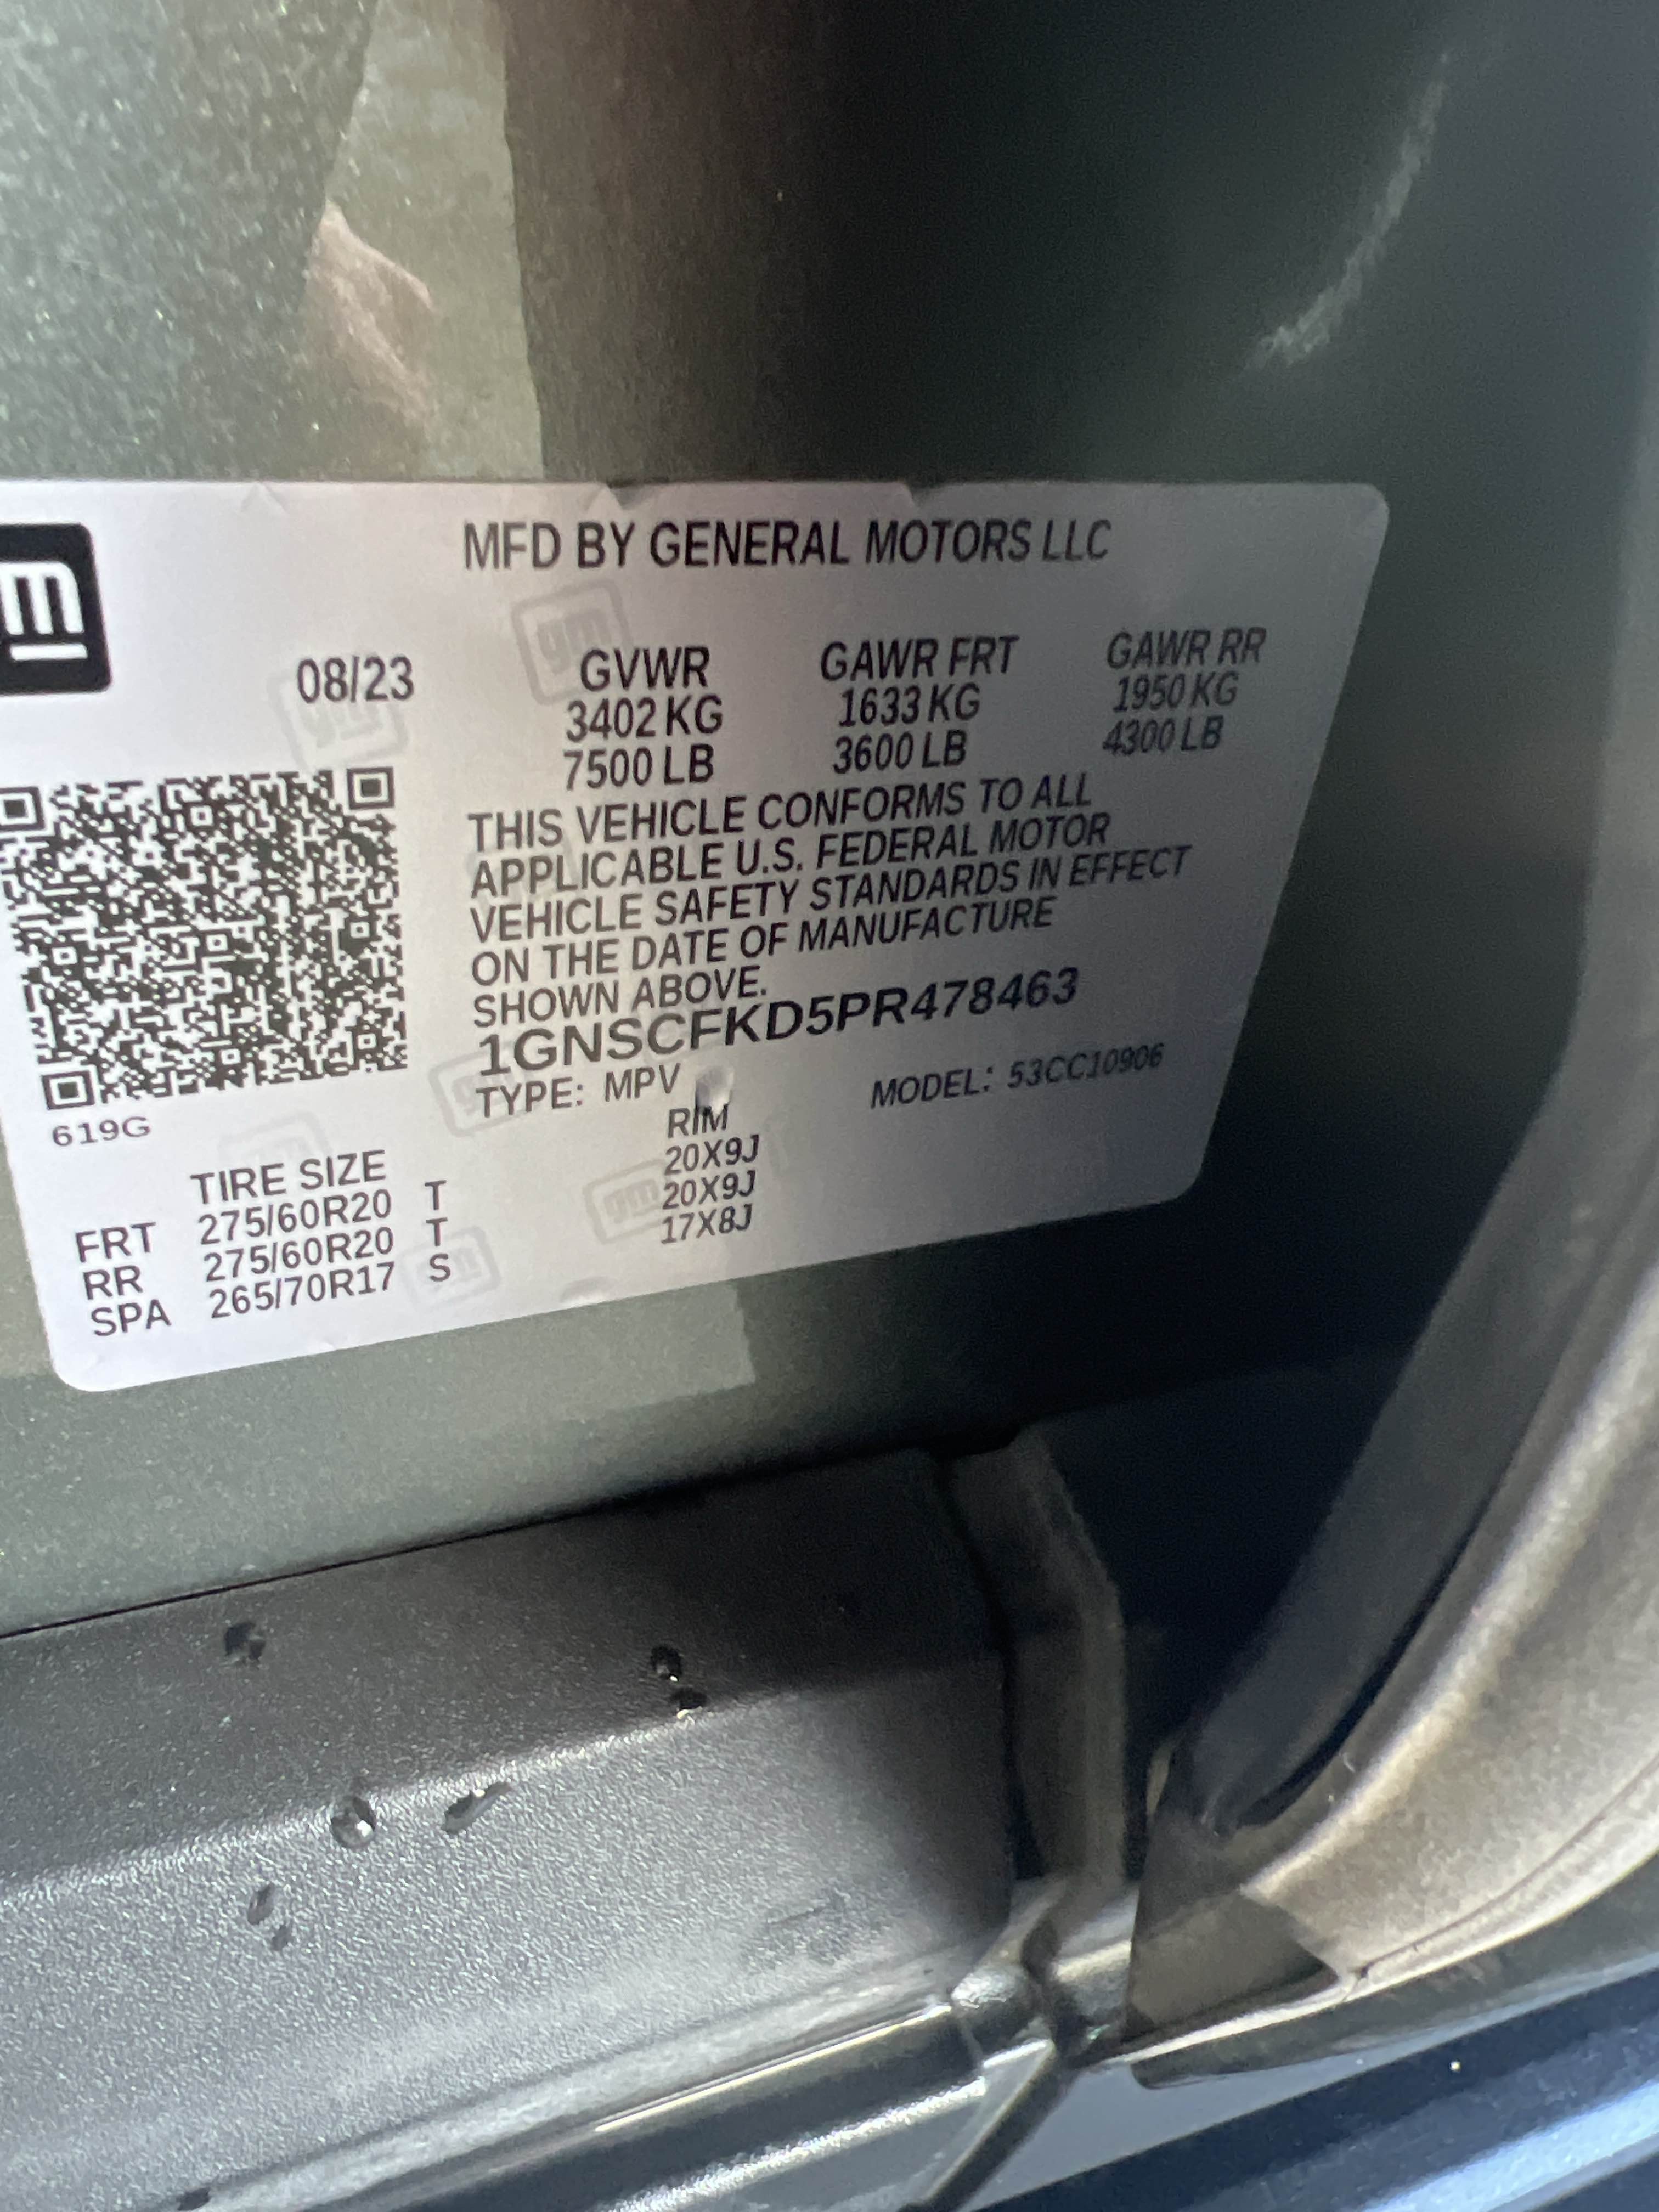 gm
MFD BY GENERAL MOTORS LLC
08/23 GVWR GAWR FRT GAWR RR
3402 KG 1633 KG 1950 KG
7500 LB 3600 LB 4300 LB
THIS VEHICLE CONFORMS TO ALL
APPLICABLE U.S. FEDERAL MOTOR
VEHICLE SAFETY STANDARDS IN EFFECT
ON THE DATE OF MANUFACTURE
SHOWN ABOVE.
1GNSCFKD5PR478463
TYPE: MPV MODEL: 53CC10906
619G
TIRE SIZE RIM
FRT 275/60R20 T 20X9J
RR 275/60R20 T 20X9J
SPA 265/70R17 S 17X8J